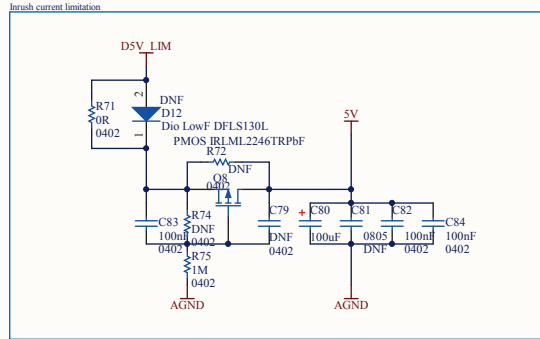 Inrush current limitation
D5V_LIM
R71
0R
0402
2
1
DNF
D12
Dio LowF DFLS130L
PMOS IRLML2246TRPbF
R72
DNF
0402
Q8
5V
C83
100nF
0402
R74
DNF
0402
C79
DNF
0402
C80
100uF
+
C81
0805
DNF
C82
100nF
0402
C84
100nF
0402
R75
1M
0402
AGND
AGND